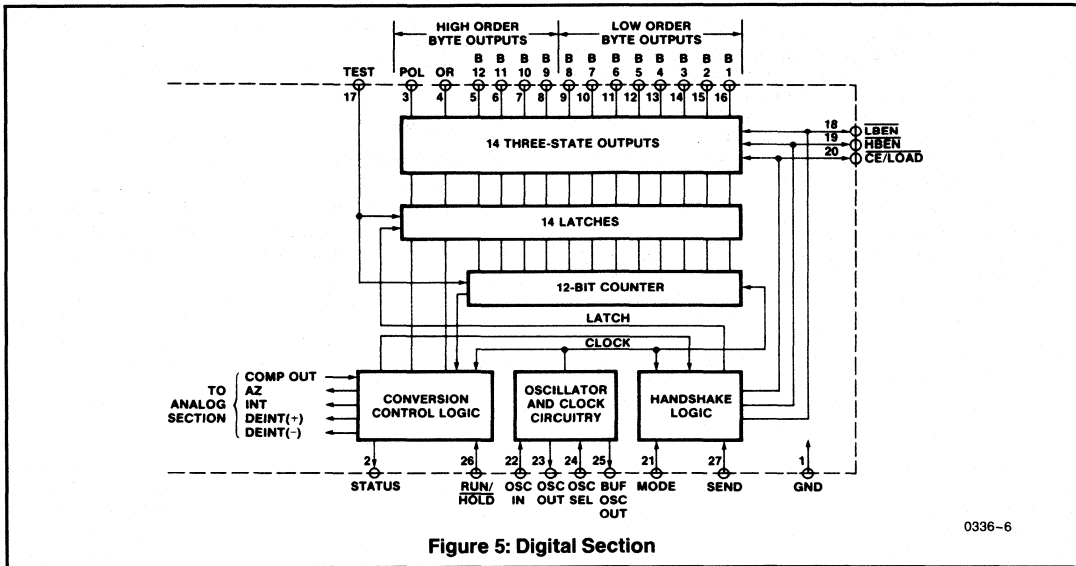 HIGH ORDER LOW ORDER
BYTE OUTPUTS BYTE OUTPUTS
B B B B B B B B B B B B
TEST POL OR 12 11 10 9 8 7 6 5 4 3 2 1
17 3 4 5 6 7 8 9 10 11 12 13 14 15 16
14 THREE-STATE OUTPUTS
18 LBEN
19 HBEN
20 CE/LOAD
14 LATCHES
12-BIT COUNTER
LATCH
CLOCK
TO ANALOG SECTION
COMP OUT
AZ
INT
DEINT(+)
DEINT(-)
CONVERSION CONTROL LOGIC
OSCILLATOR AND CLOCK CIRCUITRY
HANDSHAKE LOGIC
2 26 22 23 24 25 21 27 1
STATUS
RUN/HOLD
OSC IN
OSC OUT
OSC SEL
BUF OSC OUT
MODE
SEND
GND
0336-6
Figure 5: Digital Section